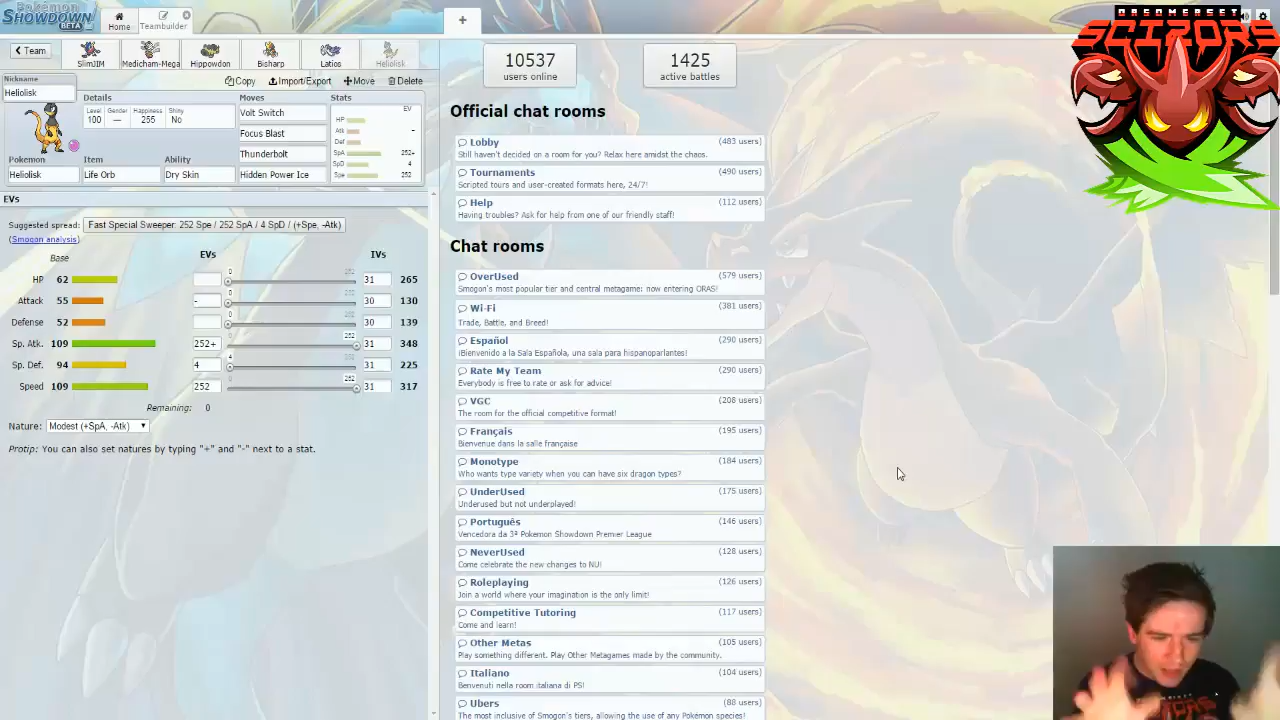 Pokémon
SHOWDOWN
BETA
Home
Teambuilder
+
< Team
SlimJIM
Medicham-Mega
Hippowdon
Bisharp
Latios
Heliolisk
Copy
Import/Export
Move
Delete
Nickname
Heliolisk
Details
Level
100
Gender
—
Happiness
255
Shiny
No
Moves
Volt Switch
Focus Blast
Thunderbolt
Hidden Power Ice
Stats
EV
HP
Atk
-
Def
SpA
252+
SpD
4
Spe
252
Pokemon
Heliolisk
Item
Life Orb
Ability
Dry Skin
EVs
Suggested spread:
Fast Special Sweeper: 252 Spe / 252 SpA / 4 SpD / (+Spe, -Atk)
(Smogon analysis)
Base
EVs
IVs
HP 62 0 252 31 265
Attack 55 - 0 252 30 130
Defense 52 0 252 30 139
Sp. Atk. 109 252+ 252 31 348
Sp. Def. 94 4 4 252 31 225
Speed 109 252 252 31 317
Remaining: 0
Nature: Modest (+SpA, -Atk)
Protip: You can also set natures by typing "+" and "-" next to a stat.
10537
users online
1425
active battles
Official chat rooms
Lobby (483 users)
Still haven't decided on a room for you? Relax here amidst the chaos.
Tournaments (490 users)
Scripted tours and user-created formats here, 24/7!
Help (112 users)
Having troubles? Ask for help from one of our friendly staff!
Chat rooms
OverUsed (579 users)
Smogon's most popular tier and central metagame: now entering ORAS!
Wi-Fi (381 users)
Trade, Battle, and Breed!
Español (290 users)
¡Bienvenido a la Sala Española, una sala para hispanoparlantes!
Rate My Team (290 users)
Everybody is free to rate or ask for advice!
VGC (208 users)
The room for the official competitive format!
Français (195 users)
Bienvenue dans la salle française
Monotype (184 users)
Who wants type variety when you can have six dragon types?
UnderUsed (175 users)
Underused but not underplayed!
Português (146 users)
Vencedora da 3ª Pokemon Showdown Premier League
NeverUsed (128 users)
Come celebrate the new changes to NU!
Roleplaying (126 users)
Join a world where your imagination is the only limit!
Competitive Tutoring (117 users)
Come and learn!
Other Metas (105 users)
Play something different. Play Other Metagames made by the community.
Italiano (104 users)
Benvenuti nella room italiana di PS!
Ubers (88 users)
The most inclusive of Smogon's tiers, allowing the use of any Pokémon species!
DASOMERSET
SCIZORS